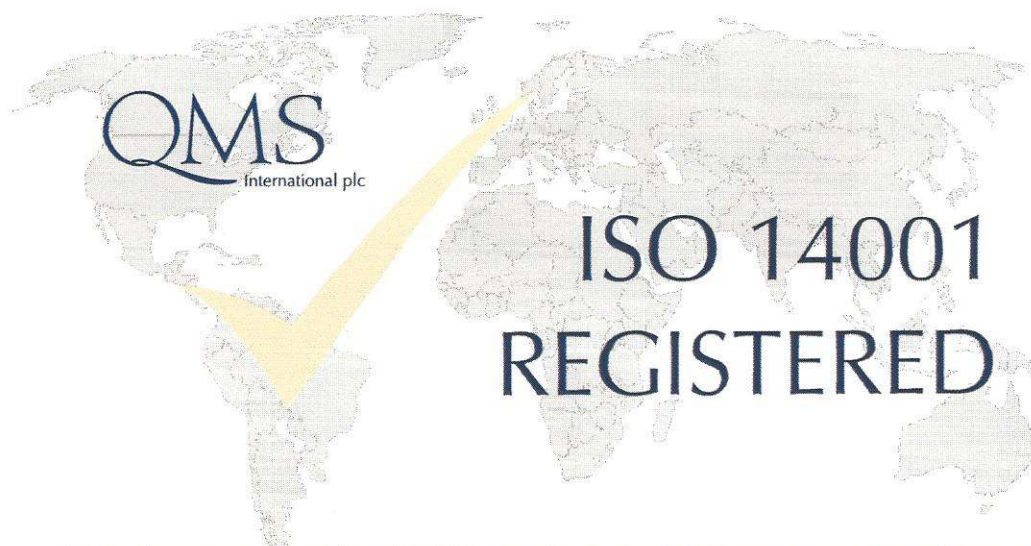 QMS
International plc
ISO 14001
REGISTERED